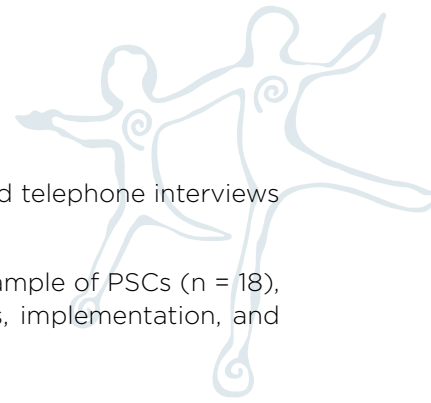 d telephone interviews
ample of PSCs (n = 18),
s, implementation, and